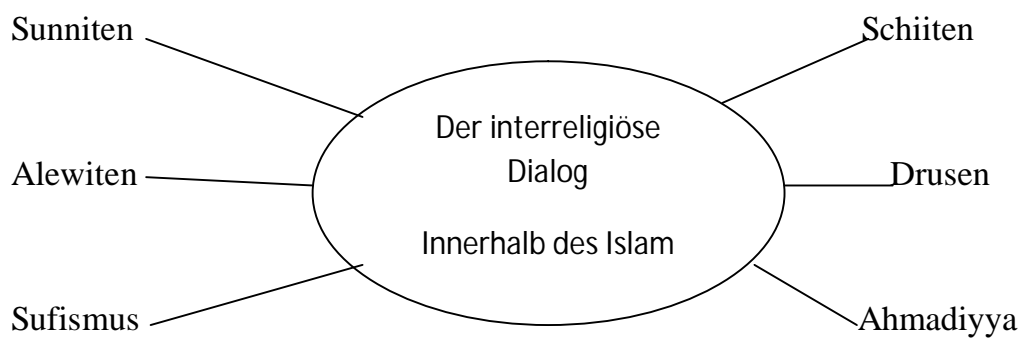 Sunniten
Schiiten
Der interreligiöse
Dialog
Alewiten
Drusen
Innerhalb des Islam
Sufismus
Ahmadiyya